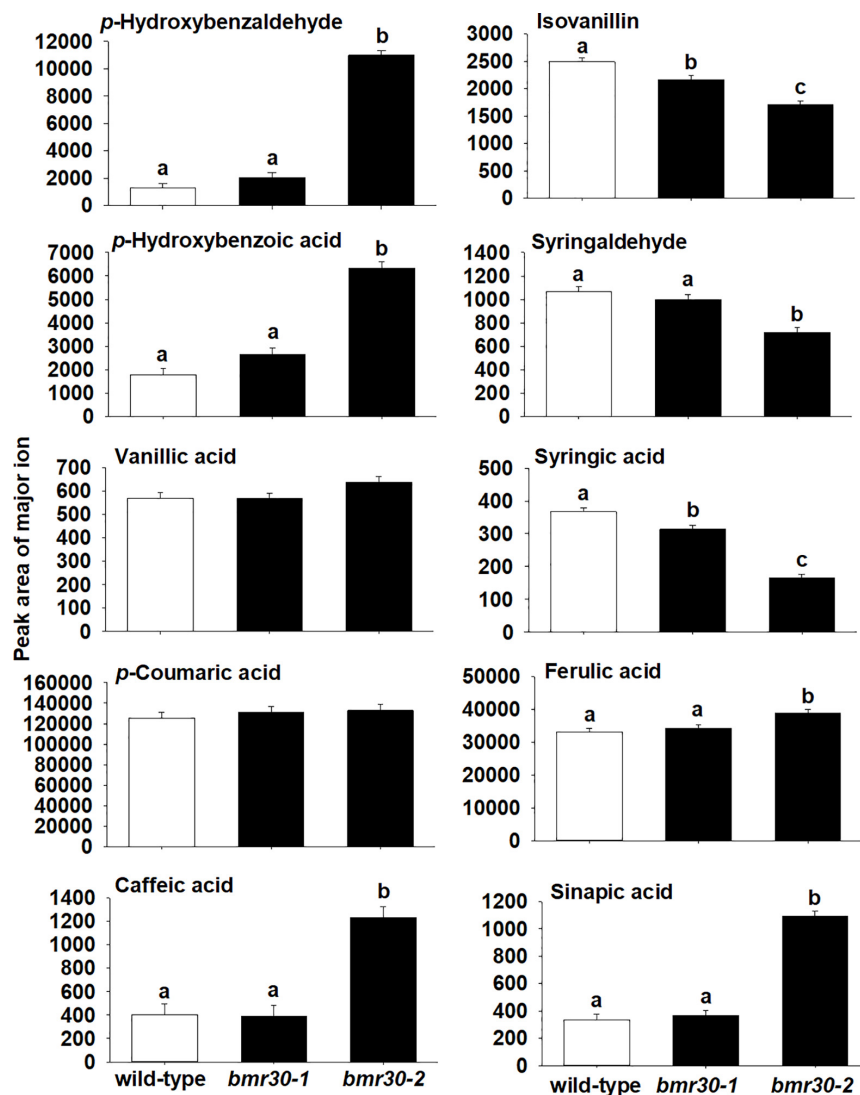 p-Hydroxybenzaldehyde
12000
10000
8000
6000
4000
2000
0
a
a
b
Isovanillin
3000
2500
2000
1500
1000
500
0
a
b
c
p-Hydroxybenzoic acid
7000
6000
5000
4000
3000
2000
1000
0
a
a
b
Syringaldehyde
1400
1200
1000
800
600
400
200
0
a
a
b
Peak area of major ion
Vanillic acid
700
600
500
400
300
200
100
0
Syringic acid
500
400
300
200
100
0
a
b
c
p-Coumaric acid
160000
140000
120000
100000
80000
60000
40000
20000
0
Ferulic acid
50000
40000
30000
20000
10000
0
a
a
b
Caffeic acid
1400
1200
1000
800
600
400
200
0
a
a
b
wild-type bmr30-1 bmr30-2
Sinapic acid
1200
1000
800
600
400
200
0
a
a
b
wild-type bmr30-1 bmr30-2